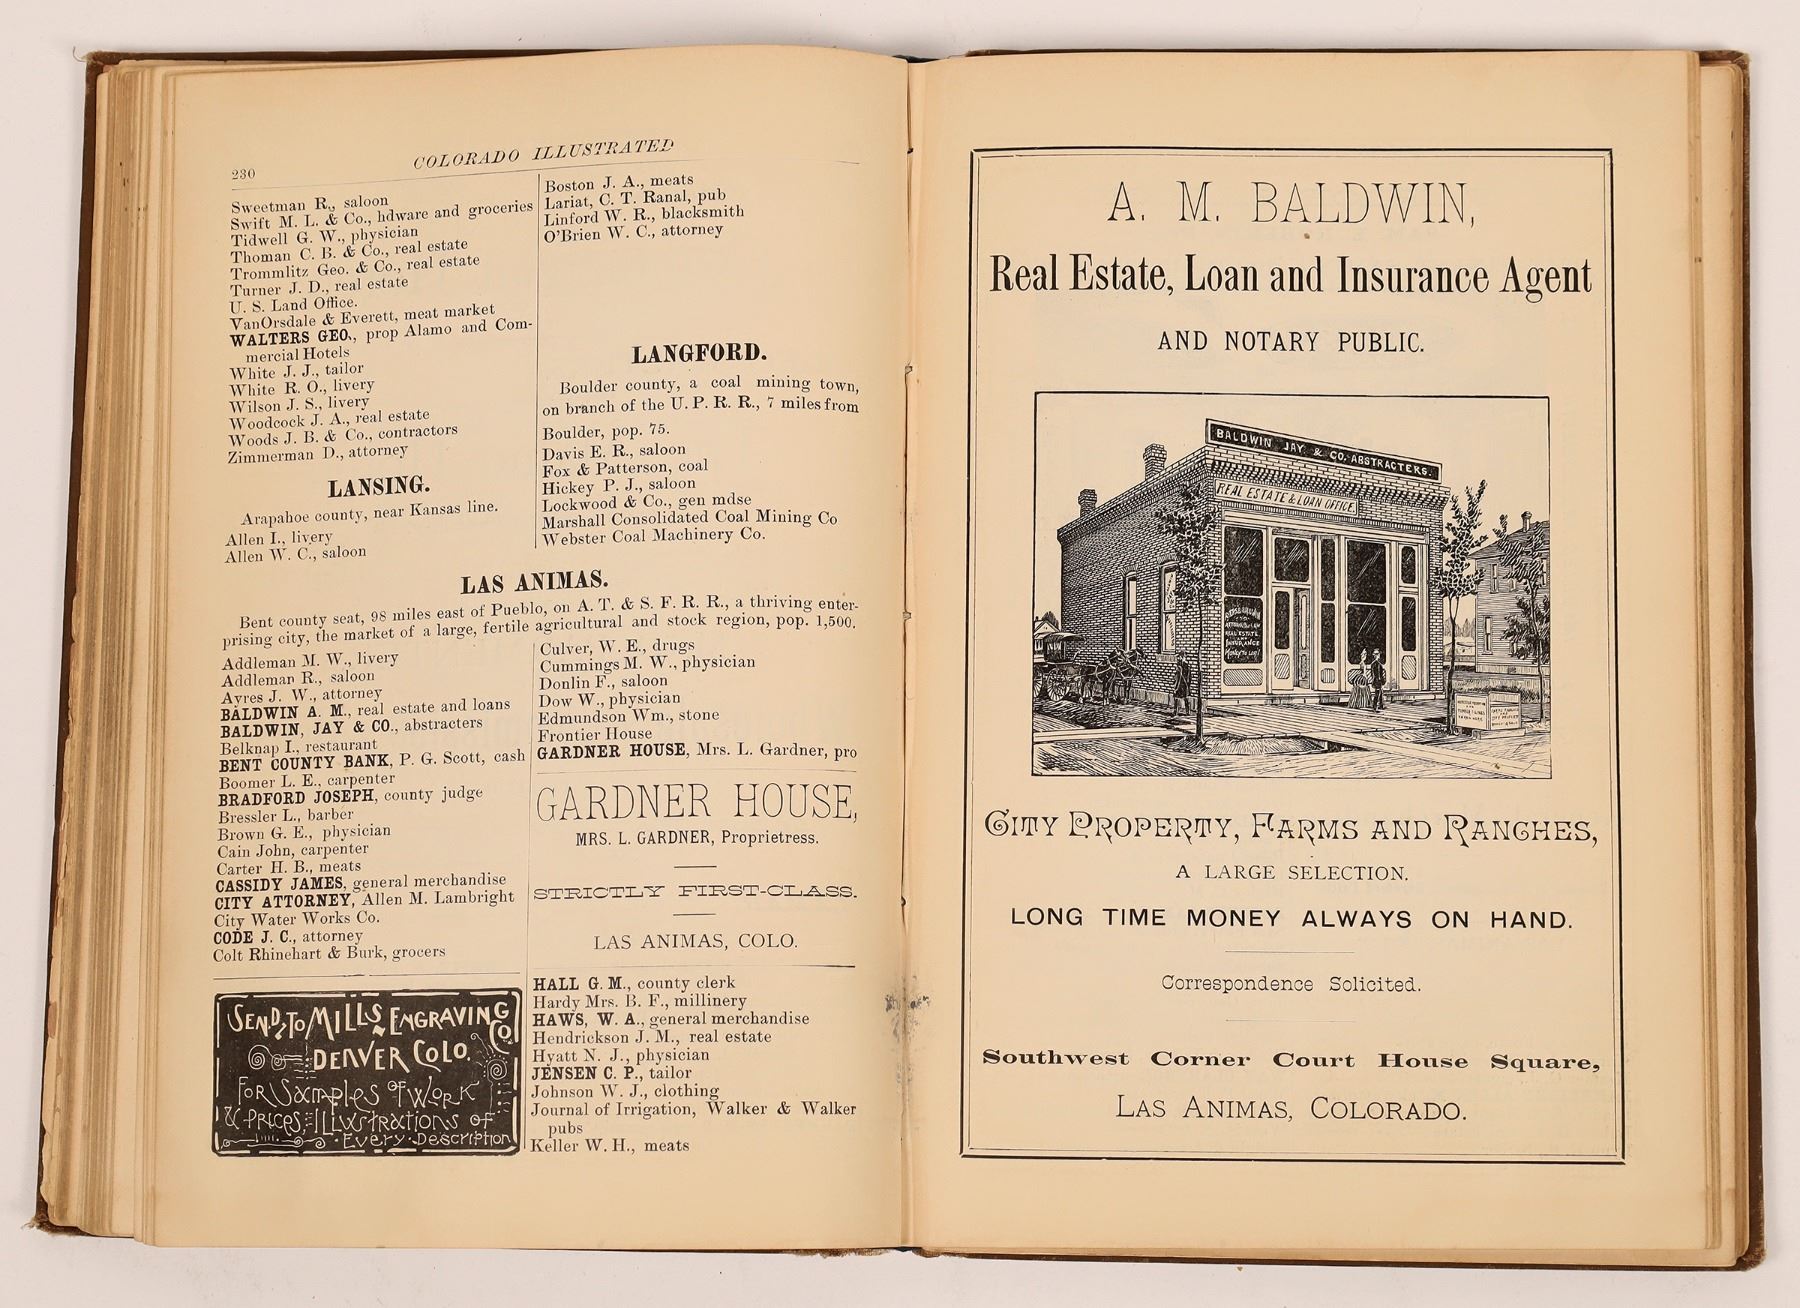 230
COLORADO ILLUSTRATED
Sweetman R., saloon
Swift M. L. & Co., hdware and groceries
Tidwell G. W., physician
Thoman C. B. & Co., real estate
Trommlitz Geo. & Co., real estate
Turner J. D., real estate
U. S. Land Office.
VanOrsdale & Everett, meat market
WALTERS GEO., prop Alamo and Com-
mercial Hotels
White J. J., tailor
White R. O., livery
Wilson J. S., livery
Woodcock J. A., real estate
Woods J. B. & Co., contractors
Zimmerman D., attorney
LANSING.
Arapahoe county, near Kansas line.
Allen I., livery
Allen W. C., saloon
Boston J. A., meats
Lariat, C. T. Ranal, pub
Linford W. R., blacksmith
O'Brien W. C., attorney
LANGFORD.
Boulder county, a coal mining town,
on branch of the U. P. R. R., 7 miles from
Boulder, pop. 75.
Davis E. R., saloon
Fox & Patterson, coal
Hickey P. J., saloon
Lockwood & Co., gen mdse
Marshall Consolidated Coal Mining Co
Webster Coal Machinery Co.
LAS ANIMAS.
Bent county seat, 98 miles east of Pueblo, on A. T. & S. F. R. R., a thriving enter-
prising city, the market of a large, fertile agricultural and stock region, pop. 1,500.
Addleman M. W., livery
Addleman R., saloon
Ayres J. W., attorney
BALDWIN A. M., real estate and loans
BALDWIN, JAY & CO., abstracters
Belknap I., restaurant
BENT COUNTY BANK, P. G. Scott, cash
Boomer L. E., carpenter
BRADFORD JOSEPH, county judge
Bressler L., barber
Brown G. E., physician
Cain John, carpenter
Carter H. B., meats
CASSIDY JAMES, general merchandise
CITY ATTORNEY, Allen M. Lambright
City Water Works Co.
CODE J. C., attorney
Colt Rhinehart & Burk, grocers
SEND TO MILLS ENGRAVING CO
DENVER COLO.
FOR SAMPLES OF WORK
& PRICES ILLUSTRATIONS OF
EVERY DESCRIPTION
Culver, W. E., drugs
Cummings M. W., physician
Donlin F., saloon
Dow W., physician
Edmundson Wm., stone
Frontier House
GARDNER HOUSE, Mrs. L. Gardner, pro
GARDNER HOUSE,
MRS. L. GARDNER, Proprietress.
STRICTLY FIRST-CLASS.
LAS ANIMAS, COLO.
HALL G. M., county clerk
Hardy Mrs. B. F., millinery
HAWS, W. A., general merchandise
Hendrickson J. M., real estate
Hyatt N. J., physician
JENSEN C. P., tailor
Johnson W. J., clothing
Journal of Irrigation, Walker & Walker
pubs
Keller W. H., meats
A. M. BALDWIN,
Real Estate, Loan and Insurance Agent
AND NOTARY PUBLIC.
BALDWIN JAY & CO. ABSTRACTERS.
REAL ESTATE & LOAN OFFICE
REAL ESTATE
INSURANCE
MONEY TO LOAN
CITY PROPERTY, FARMS AND RANCHES,
A LARGE SELECTION.
LONG TIME MONEY ALWAYS ON HAND.
Correspondence Solicited.
Southwest Corner Court House Square,
LAS ANIMAS, COLORADO.